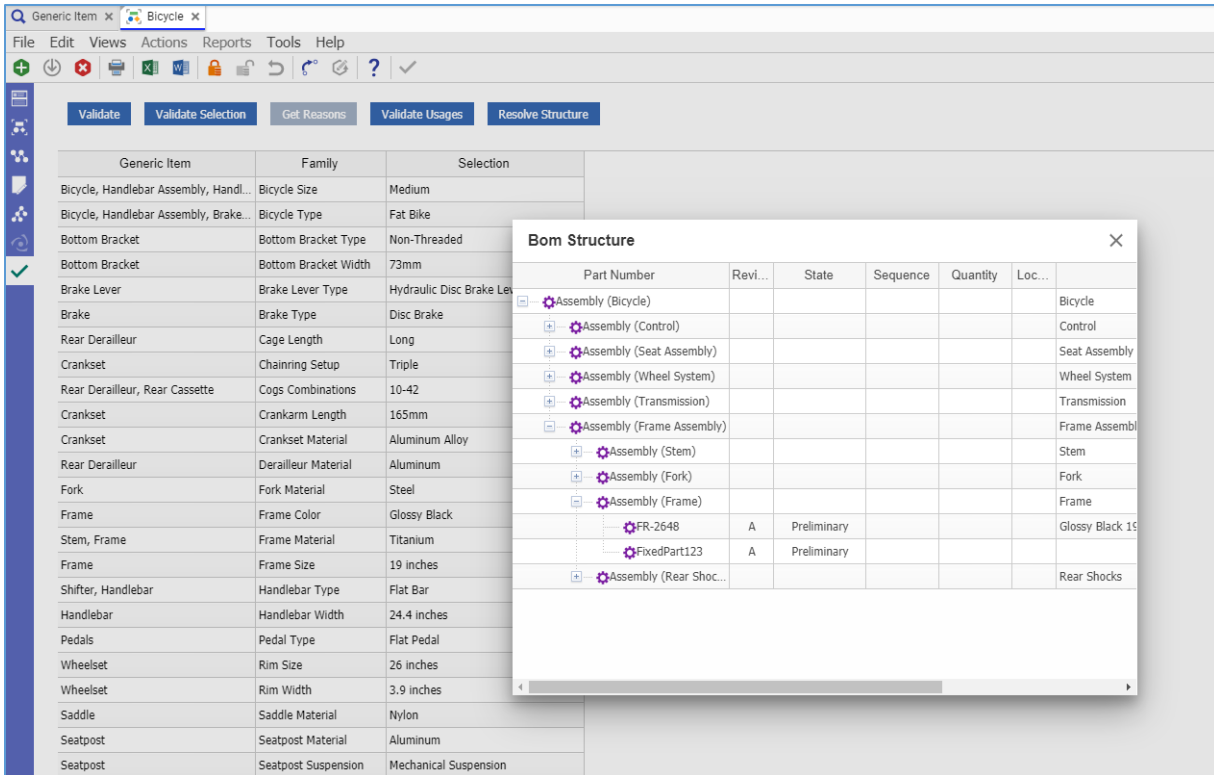 Generic Item × Bicycle ×
File Edit Views Actions Reports Tools Help
Validate Validate Selection Get Reasons Validate Usages Resolve Structure
Generic Item Family Selection
Bicycle, Handlebar Assembly, Handl... Bicycle Size Medium
Bicycle, Handlebar Assembly, Brake... Bicycle Type Fat Bike
Bottom Bracket Bottom Bracket Type Non-Threaded
Bottom Bracket Bottom Bracket Width 73mm
Brake Lever Brake Lever Type Hydraulic Disc Brake Lev
Brake Brake Type Disc Brake
Rear Derailleur Cage Length Long
Crankset Chainring Setup Triple
Rear Derailleur, Rear Cassette Cogs Combinations 10-42
Crankset Crankarm Length 165mm
Crankset Crankset Material Aluminum Alloy
Rear Derailleur Derailleur Material Aluminum
Fork Fork Material Steel
Frame Frame Color Glossy Black
Stem, Frame Frame Material Titanium
Frame Frame Size 19 inches
Shifter, Handlebar Handlebar Type Flat Bar
Handlebar Handlebar Width 24.4 inches
Pedals Pedal Type Flat Pedal
Wheelset Rim Size 26 inches
Wheelset Rim Width 3.9 inches
Saddle Saddle Material Nylon
Seatpost Seatpost Material Aluminum
Seatpost Seatpost Suspension Mechanical Suspension
Bom Structure
Part Number Revi... State Sequence Quantity Loc...
Assembly (Bicycle) Bicycle
Assembly (Control) Control
Assembly (Seat Assembly) Seat Assembly
Assembly (Wheel System) Wheel System
Assembly (Transmission) Transmission
Assembly (Frame Assembly) Frame Assembl
Assembly (Stem) Stem
Assembly (Fork) Fork
Assembly (Frame) Frame
FR-2648 A Preliminary Glossy Black 19
FixedPart123 A Preliminary
Assembly (Rear Shoc... Rear Shocks